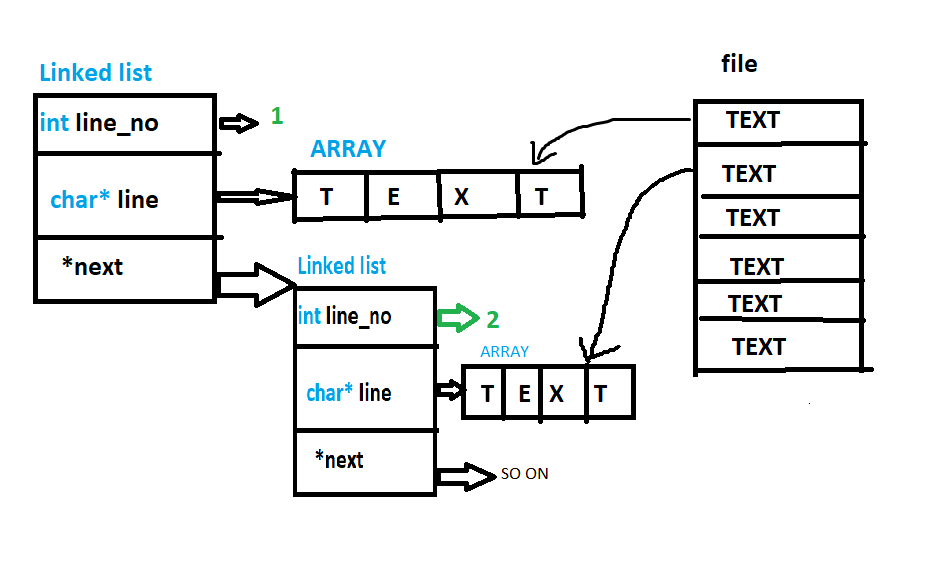 Linked list
int line_no
1
char* line
ARRAY
T E X T
*next
Linked list
int line_no
2
char* line
ARRAY
T E X T
*next
SO ON
file
TEXT
TEXT
TEXT
TEXT
TEXT
TEXT